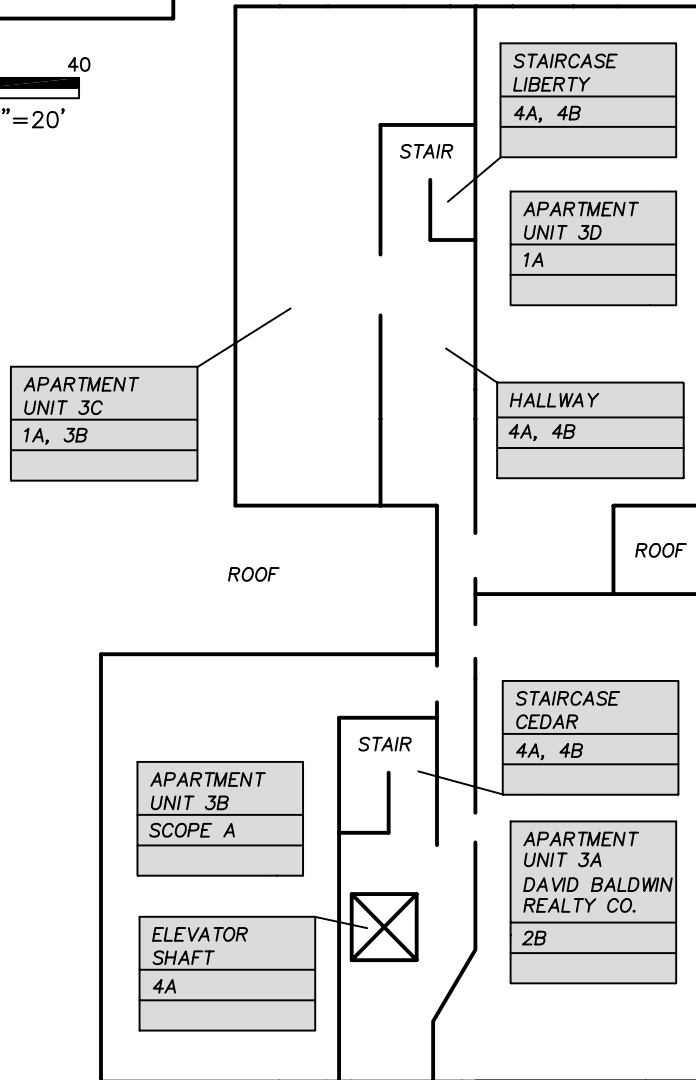 40
"=20'
STAIRCASE
LIBERTY
4A, 4B
STAIR
APARTMENT
UNIT 3D
1A
APARTMENT
UNIT 3C
1A, 3B
HALLWAY
4A, 4B
ROOF
ROOF
STAIRCASE
CEDAR
4A, 4B
STAIR
APARTMENT
UNIT 3B
SCOPE A
APARTMENT
UNIT 3A
DAVID BALDWIN
REALTY CO.
2B
ELEVATOR
SHAFT
4A